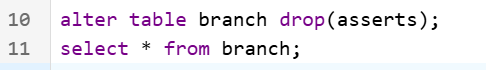 10 alter table branch drop(asserts);
11 select * from branch;